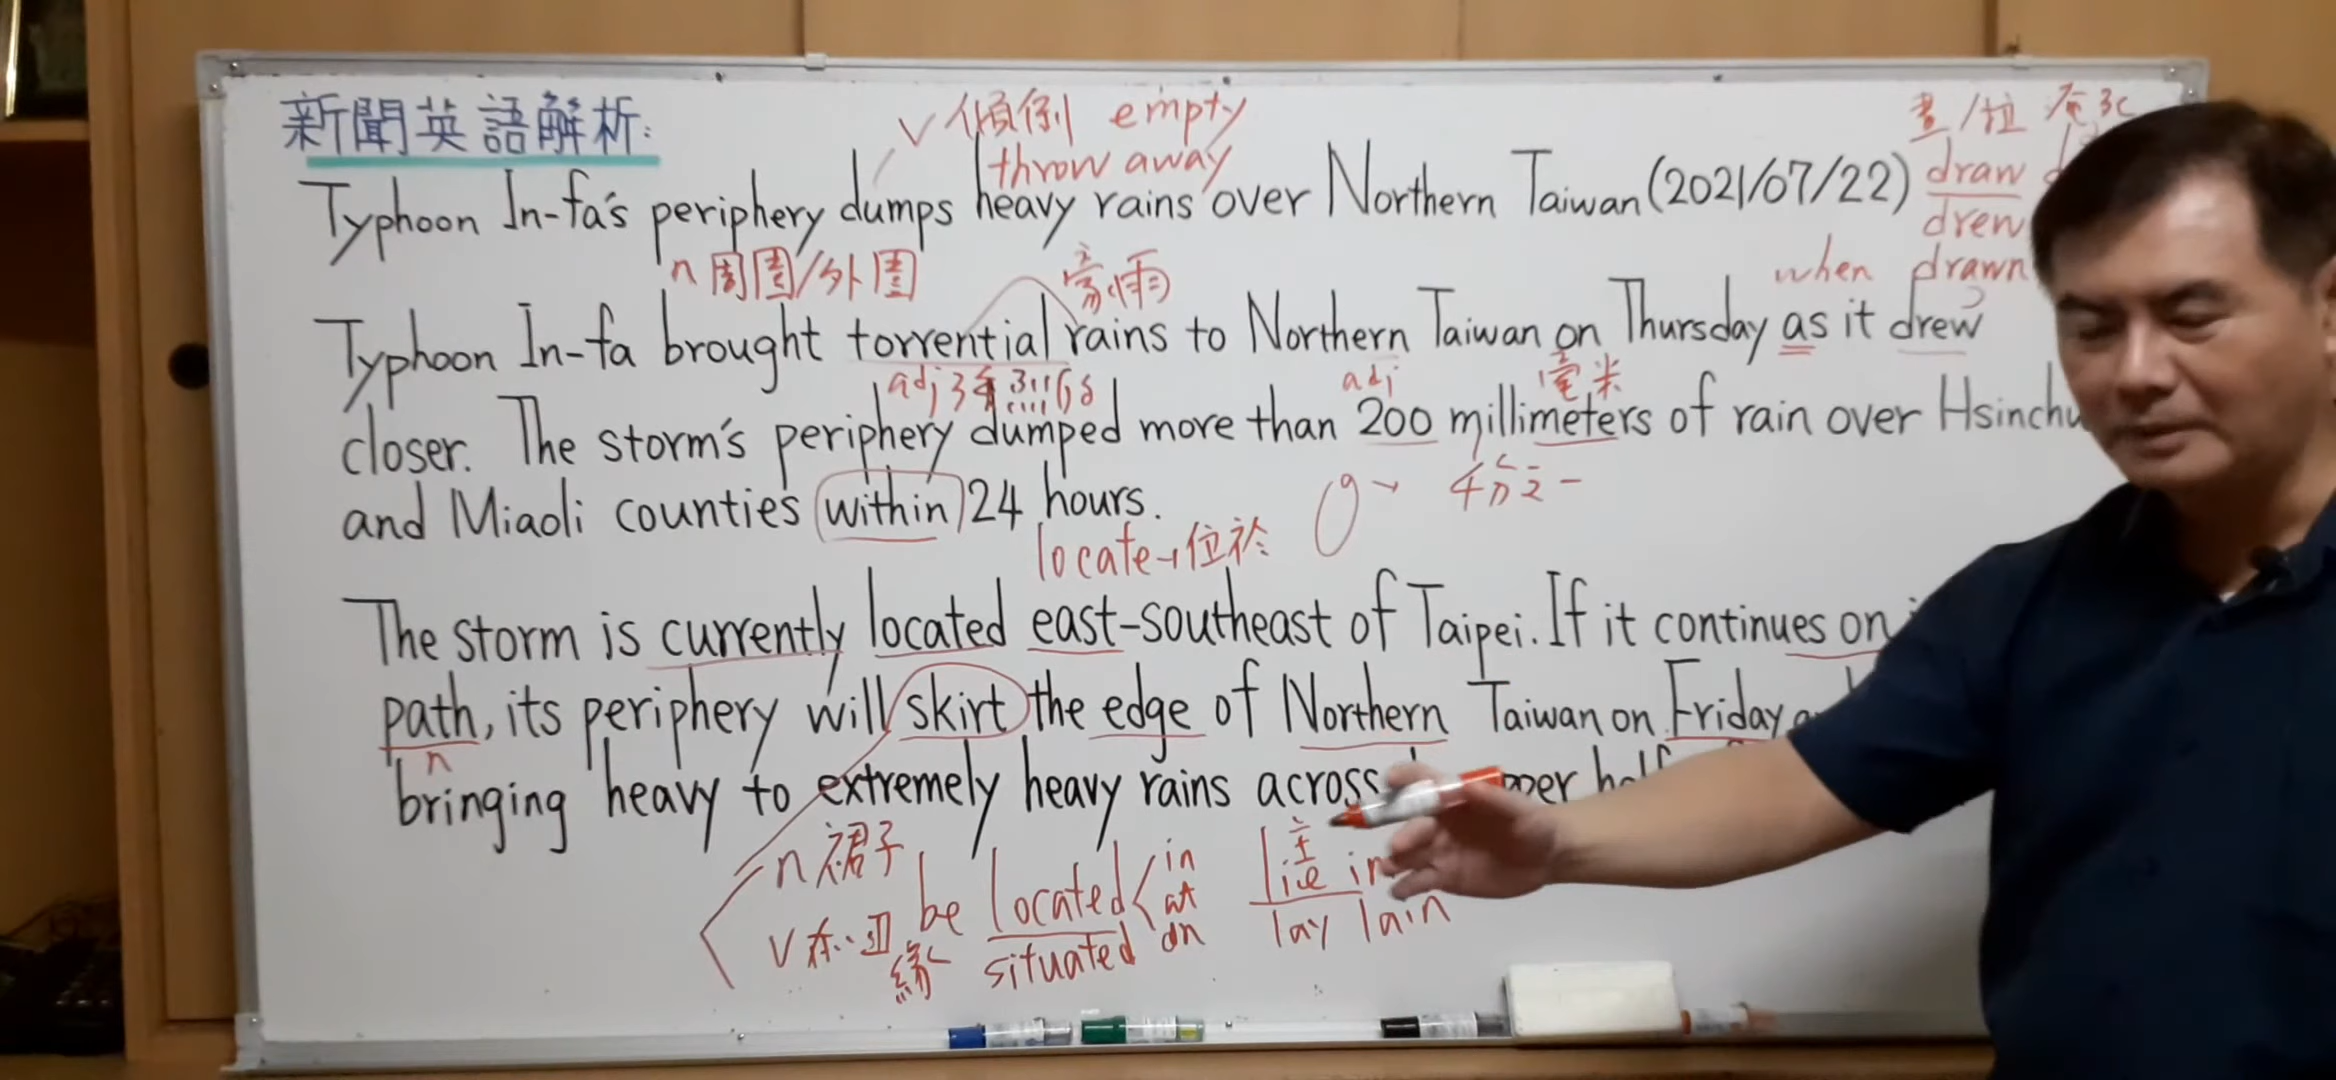 新聞英語解析:
V 傾倒 empty
throw away
畫/拉
Typhoon In-fa's periphery dumps heavy rains over Northern Taiwan (2021/07/22) draw
drew
n 周圍/外圍 豪雨 when drawn
Typhoon In-fa brought torrential rains to Northern Taiwan on Thursday as it drew
adj adj 毫米
closer. The storm's periphery dumped more than 200 millimeters of rain over Hsinchu
千分之一
and Miaoli counties within 24 hours.
locate→位於
The storm is currently located east-southeast of Taipei. If it continues on
path, its periphery will skirt the edge of Northern Taiwan on Friday
n
bringing heavy to extremely heavy rains across
n 裙子 be located in at on
V 緣 situated
lie in
lay lain